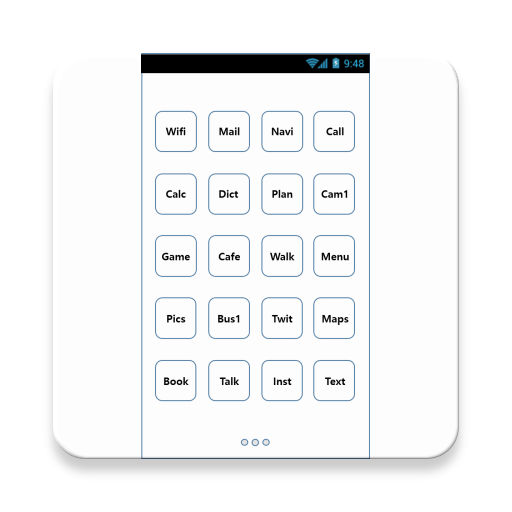 9:48
Wifi Mail Navi Call
Calc Dict Plan Cam1
Game Cafe Walk Menu
Pics Bus1 Twit Maps
Book Talk Inst Text